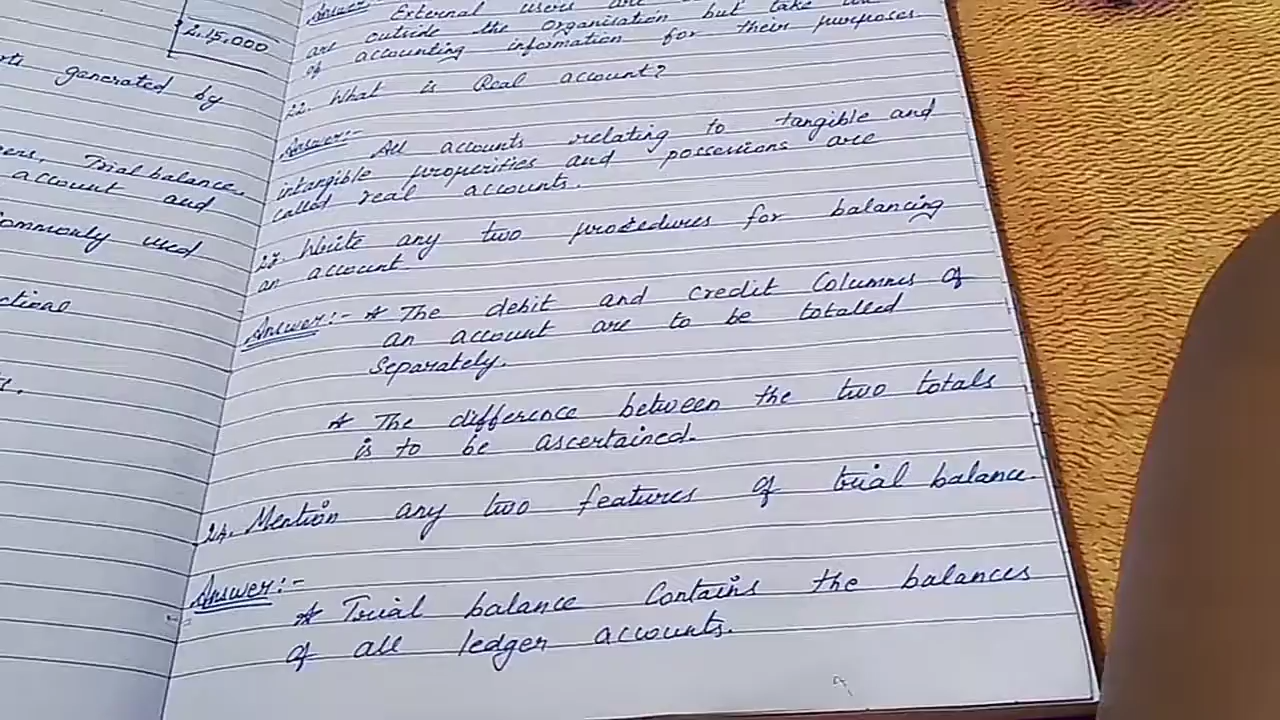 2,15,000
generated by
Trial balance,
account and
commonly used
Answer:- External users are
are outside the organisation but take
of accounting information for their purposes.
22. What is Real account?
Answer:- All accounts relating to tangible and
intangible properities and possessions are
called real accounts.
23. Write any two procedures for balancing
an account.
Answer:- * The debit and credit Columns of
an account are to be totalled
Separately.
* The difference between the two totals
is to be ascertained.
24. Mention any two features of trial balance.
Answer:-
* Trial balance Contains the balances
of all ledger accounts.